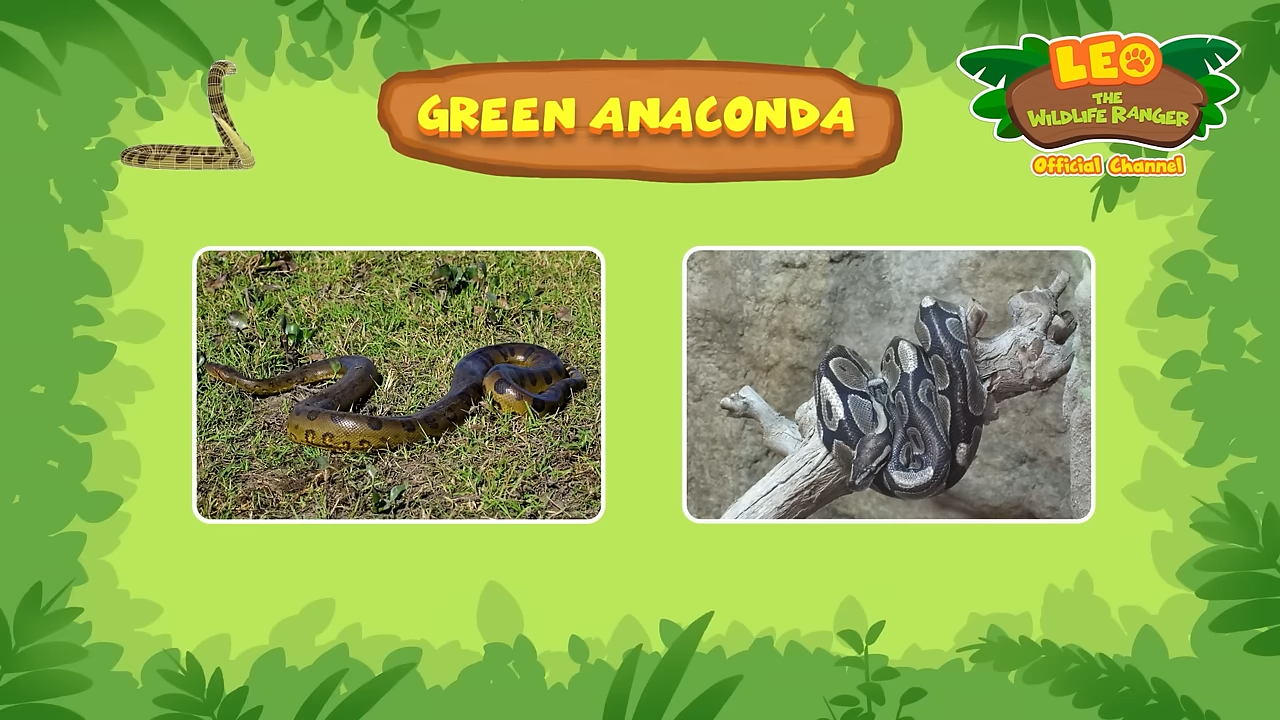 GREEN ANACONDA
LEO
THE
WILDLIFE RANGER
Official Channel